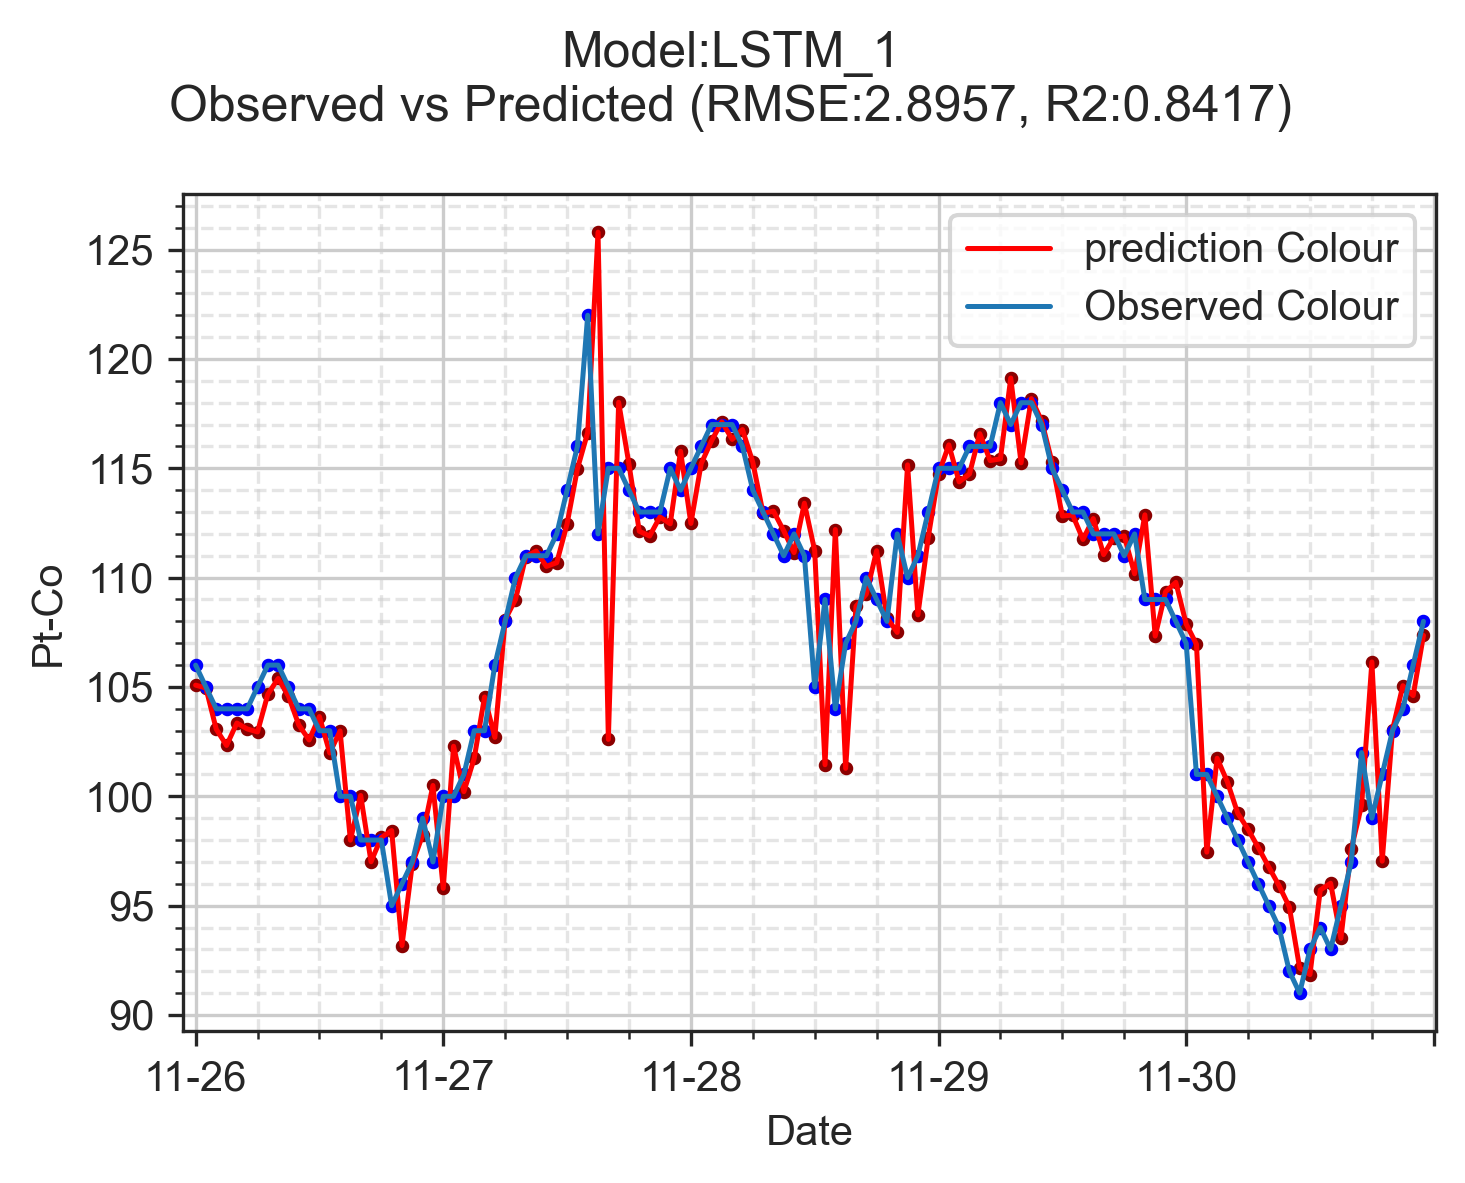 Model:LSTM_1
Observed vs Predicted (RMSE:2.8957, R2:0.8417)
prediction Colour
Observed Colour
125
120
115
110
105
100
95
90
Pt-Co
11-26
11-27
11-28
11-29
11-30
Date